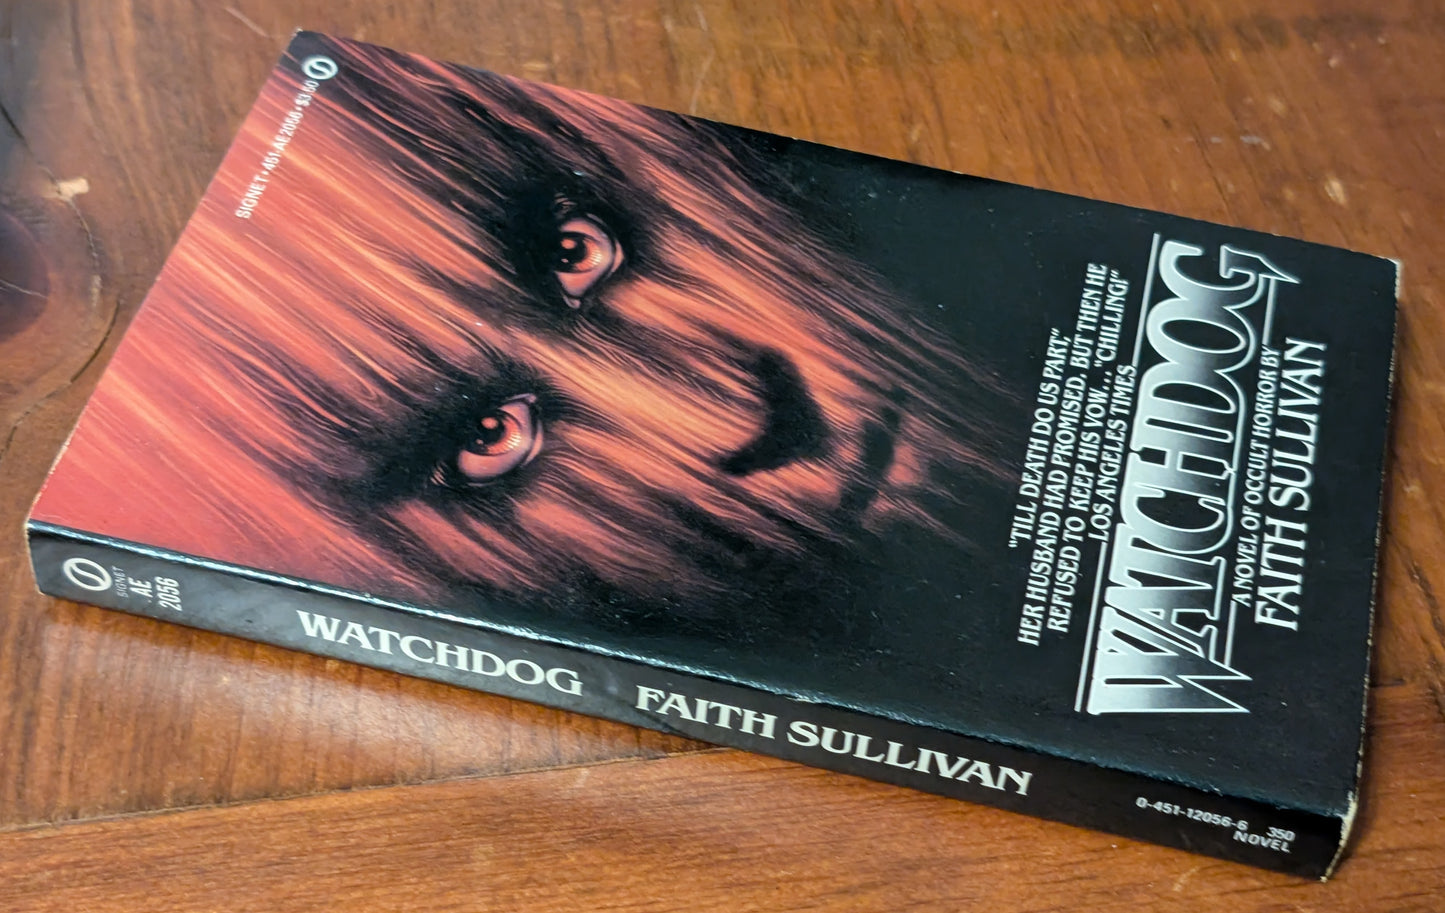 SIGNET • 451-AE2056 • $3.50
"TILL DEATH DO US PART,"
HER HUSBAND HAD PROMISED, BUT THEN HE
REFUSED TO KEEP HIS VOW... "CHILLING!"
LOS ANGELES TIMES
WATCHDOG
A NOVEL OF OCCULT HORROR BY
FAITH SULLIVAN
SIGNET
AE
2056
WATCHDOG FAITH SULLIVAN
0-451-12056-6 350
NOVEL